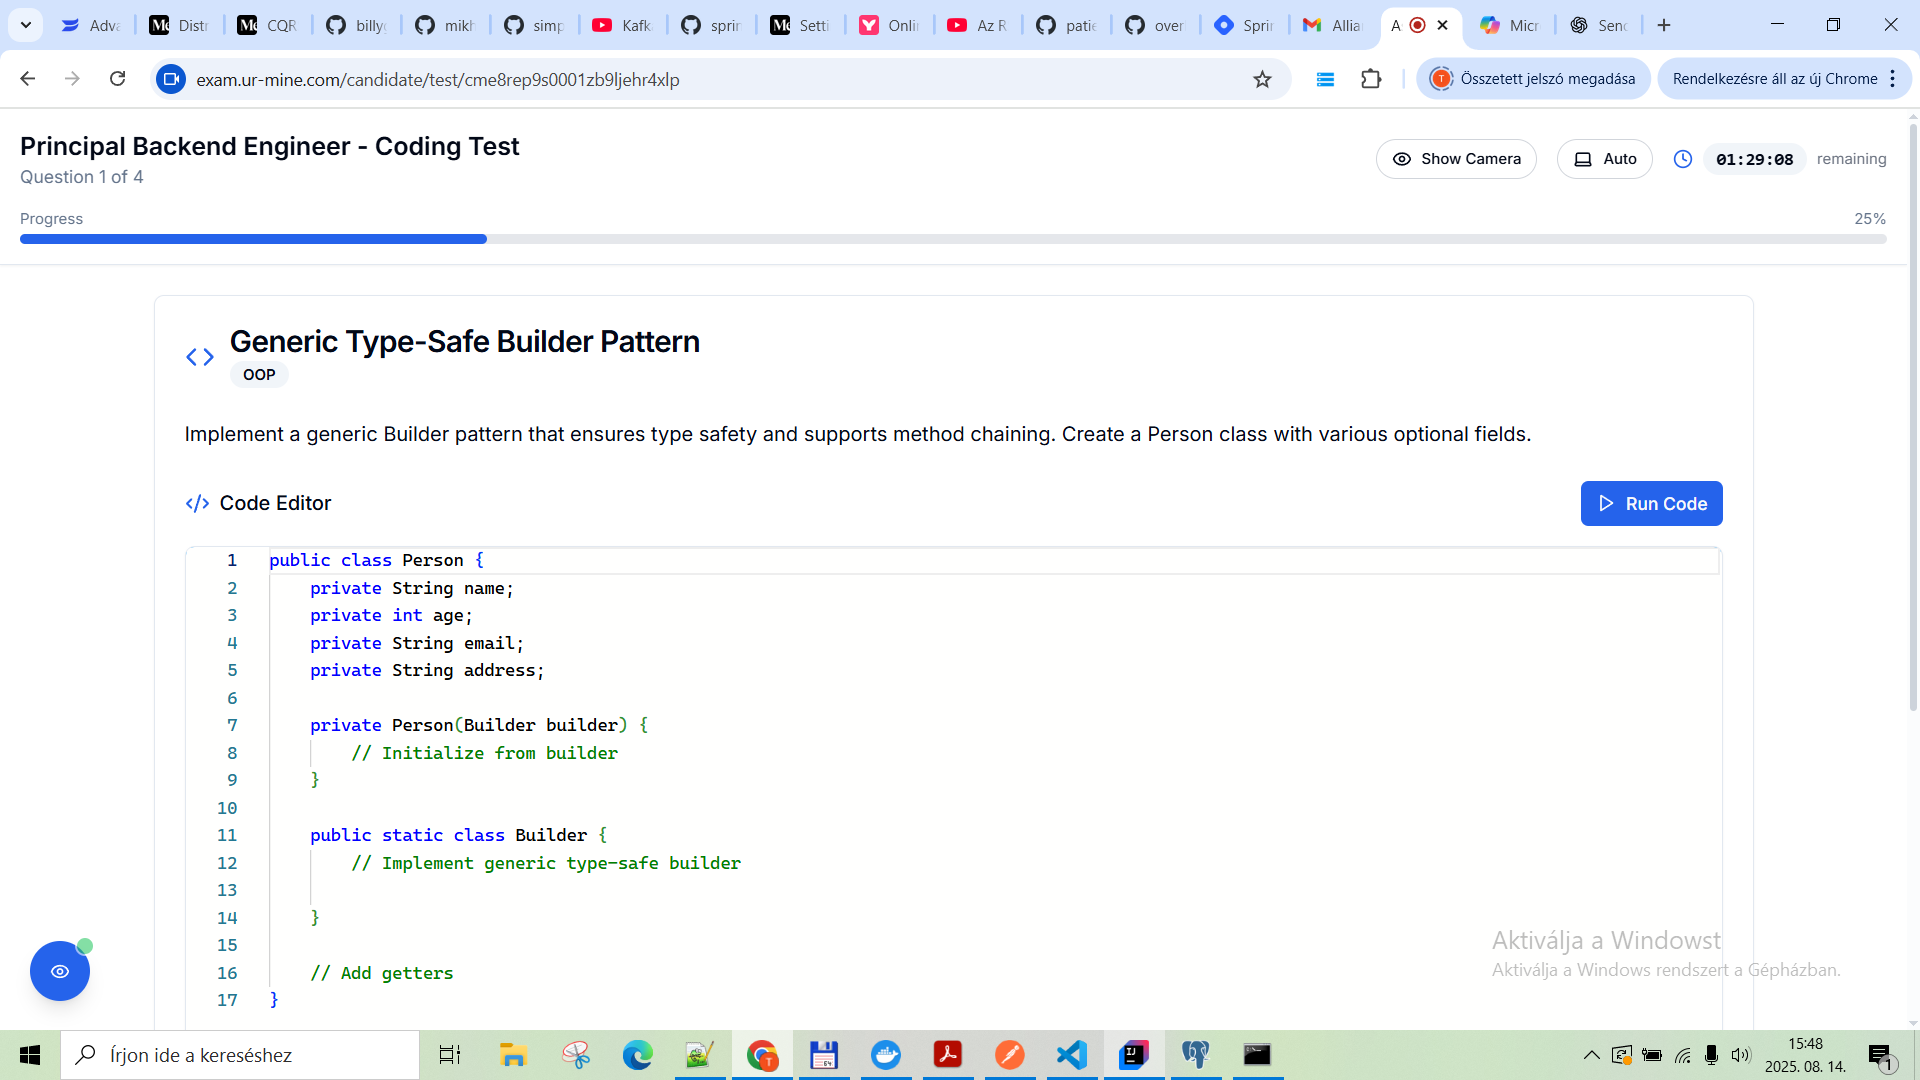 Adva
Distr
CQR
billyg
mikh
simp
Kafk
sprin
Setti
Onlin
Az R
patie
over
Sprin
Allia
A
Micr
Send
exam.ur-mine.com/candidate/test/cme8rep9s0001zb9ljehr4xlp
T
Összetett jelszó megadása
Rendelkezésre áll az új Chrome
Principal Backend Engineer - Coding Test
Question 1 of 4
Show Camera
Auto
01:29:08 remaining
Progress
25%
Generic Type-Safe Builder Pattern
OOP
Implement a generic Builder pattern that ensures type safety and supports method chaining. Create a Person class with various optional fields.
</> Code Editor
Run Code
1 public class Person {
2 private String name;
3 private int age;
4 private String email;
5 private String address;
6
7 private Person(Builder builder) {
8 // Initialize from builder
9 }
10
11 public static class Builder {
12 // Implement generic type-safe builder
13
14 }
15
16 // Add getters
17 }
Aktiválja a Windowst
Aktiválja a Windows rendszert a Gépházban.
Írjon ide a kereséshez
15:48
2025. 08. 14.
1